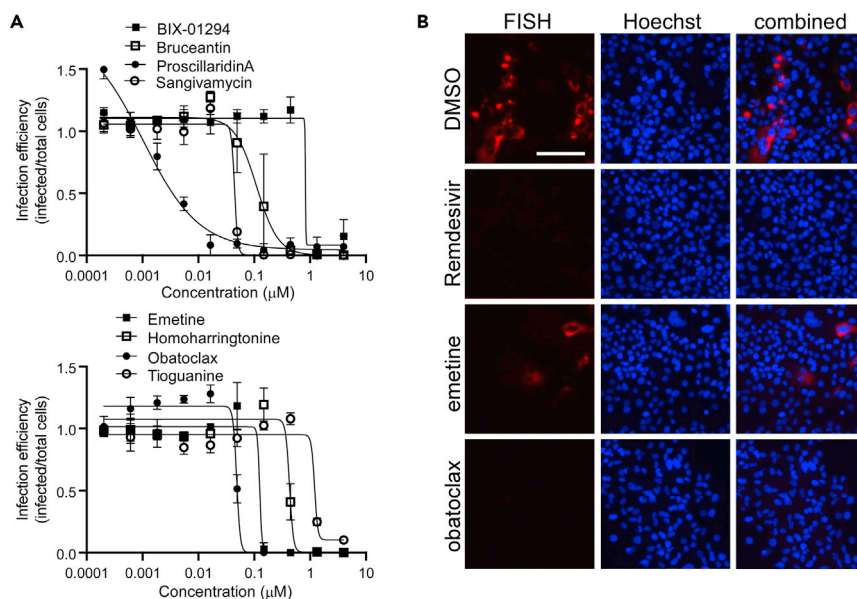 A
BIX-01294
Bruceantin
ProscillaridinA
Sangivamycin
1.5
1.0
0.5
0.0
Infection efficiency
(infected/total cells)
0.0001 0.001 0.01 0.1 1 10
Concentration (μM)
Emetine
Homoharringtonine
Obatoclax
Tioguanine
1.5
1.0
0.5
0.0
Infection efficiency
(infected/total cells)
0.0001 0.001 0.01 0.1 1 10
Concentration (μM)
B
FISH Hoechst combined
DMSO
Remdesivir
emetine
obatoclax